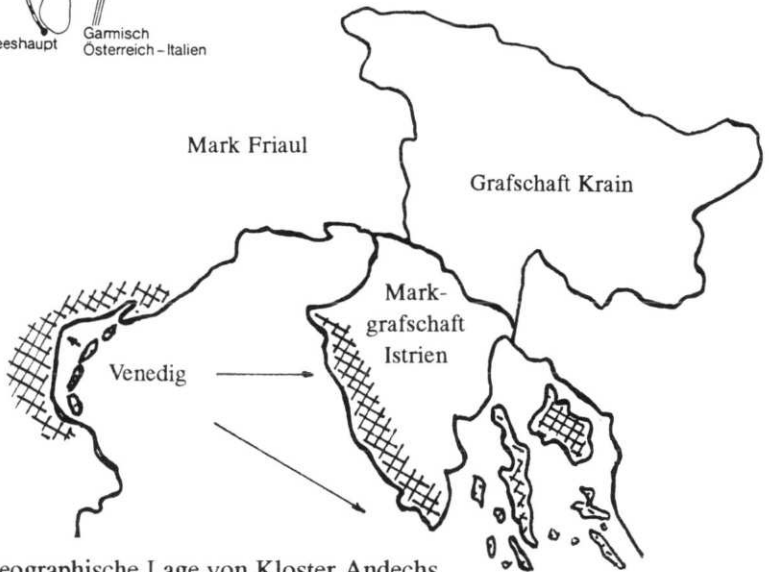 Garmisch
eeshaupt
Österreich – Italien
Mark Friaul
Grafschaft Krain
Mark-
grafschaft
Istrien
Venedig
eographische Lage von Kloster Andechs